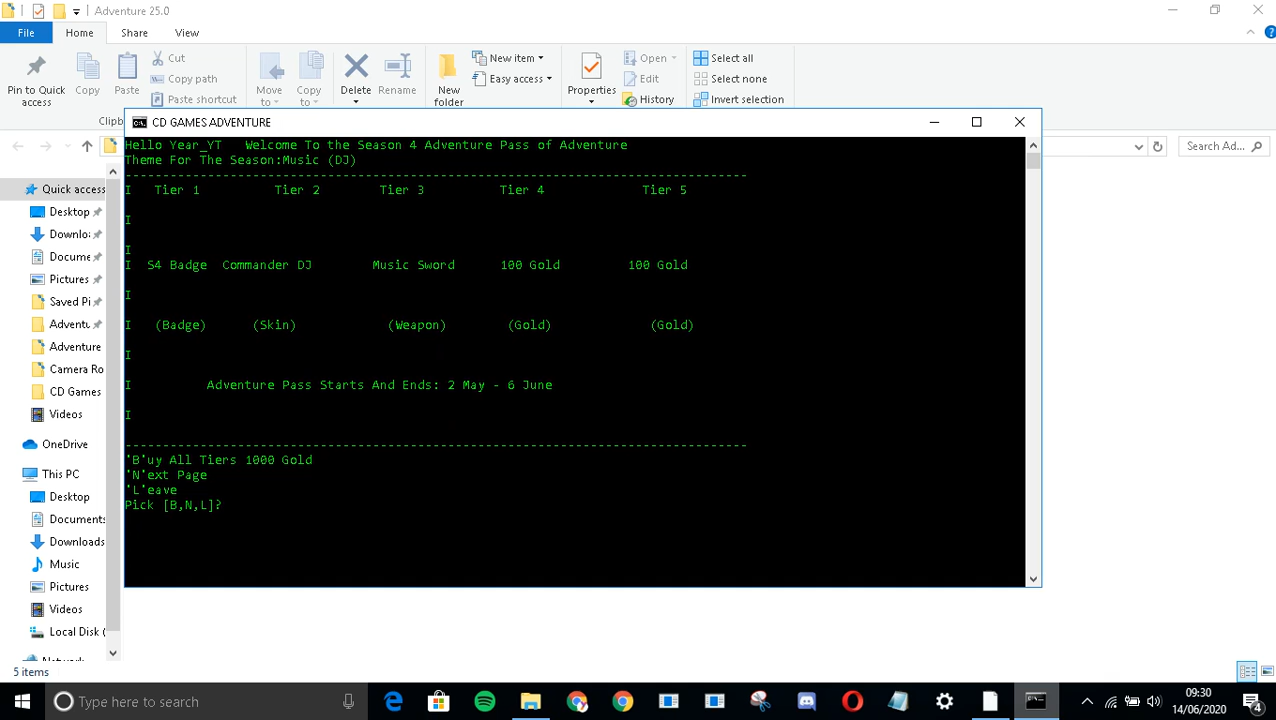 Adventure 25.0
File Home Share View
Pin to Quick access
Copy
Paste
Cut
Copy path
Paste shortcut
Move to
Copy to
Delete
Rename
New folder
New item
Easy access
Properties
Open
Edit
History
Select all
Select none
Invert selection
Clipb
Search Ad...
Quick access
Desktop
Downlo
Docume
Pictures
Saved Pi
Adventu
Adventure
Camera Ro
CD Games
Videos
OneDrive
This PC
Desktop
Documents
Downloads
Music
Pictures
Videos
Local Disk (
5 items
CD GAMES ADVENTURE
Hello Year_YT   Welcome To the Season 4 Adventure Pass of Adventure
Theme For The Season:Music (DJ)
-----------------------------------------------------------------------------------
I Tier 1 Tier 2 Tier 3 Tier 4 Tier 5
I
I
I S4 Badge Commander DJ Music Sword 100 Gold 100 Gold
I
I (Badge) (Skin) (Weapon) (Gold) (Gold)
I
I Adventure Pass Starts And Ends: 2 May - 6 June
I
-----------------------------------------------------------------------------------
'B'uy All Tiers 1000 Gold
'N'ext Page
'L'eave
Pick [B,N,L]?
Type here to search
09:30
14/06/2020
4